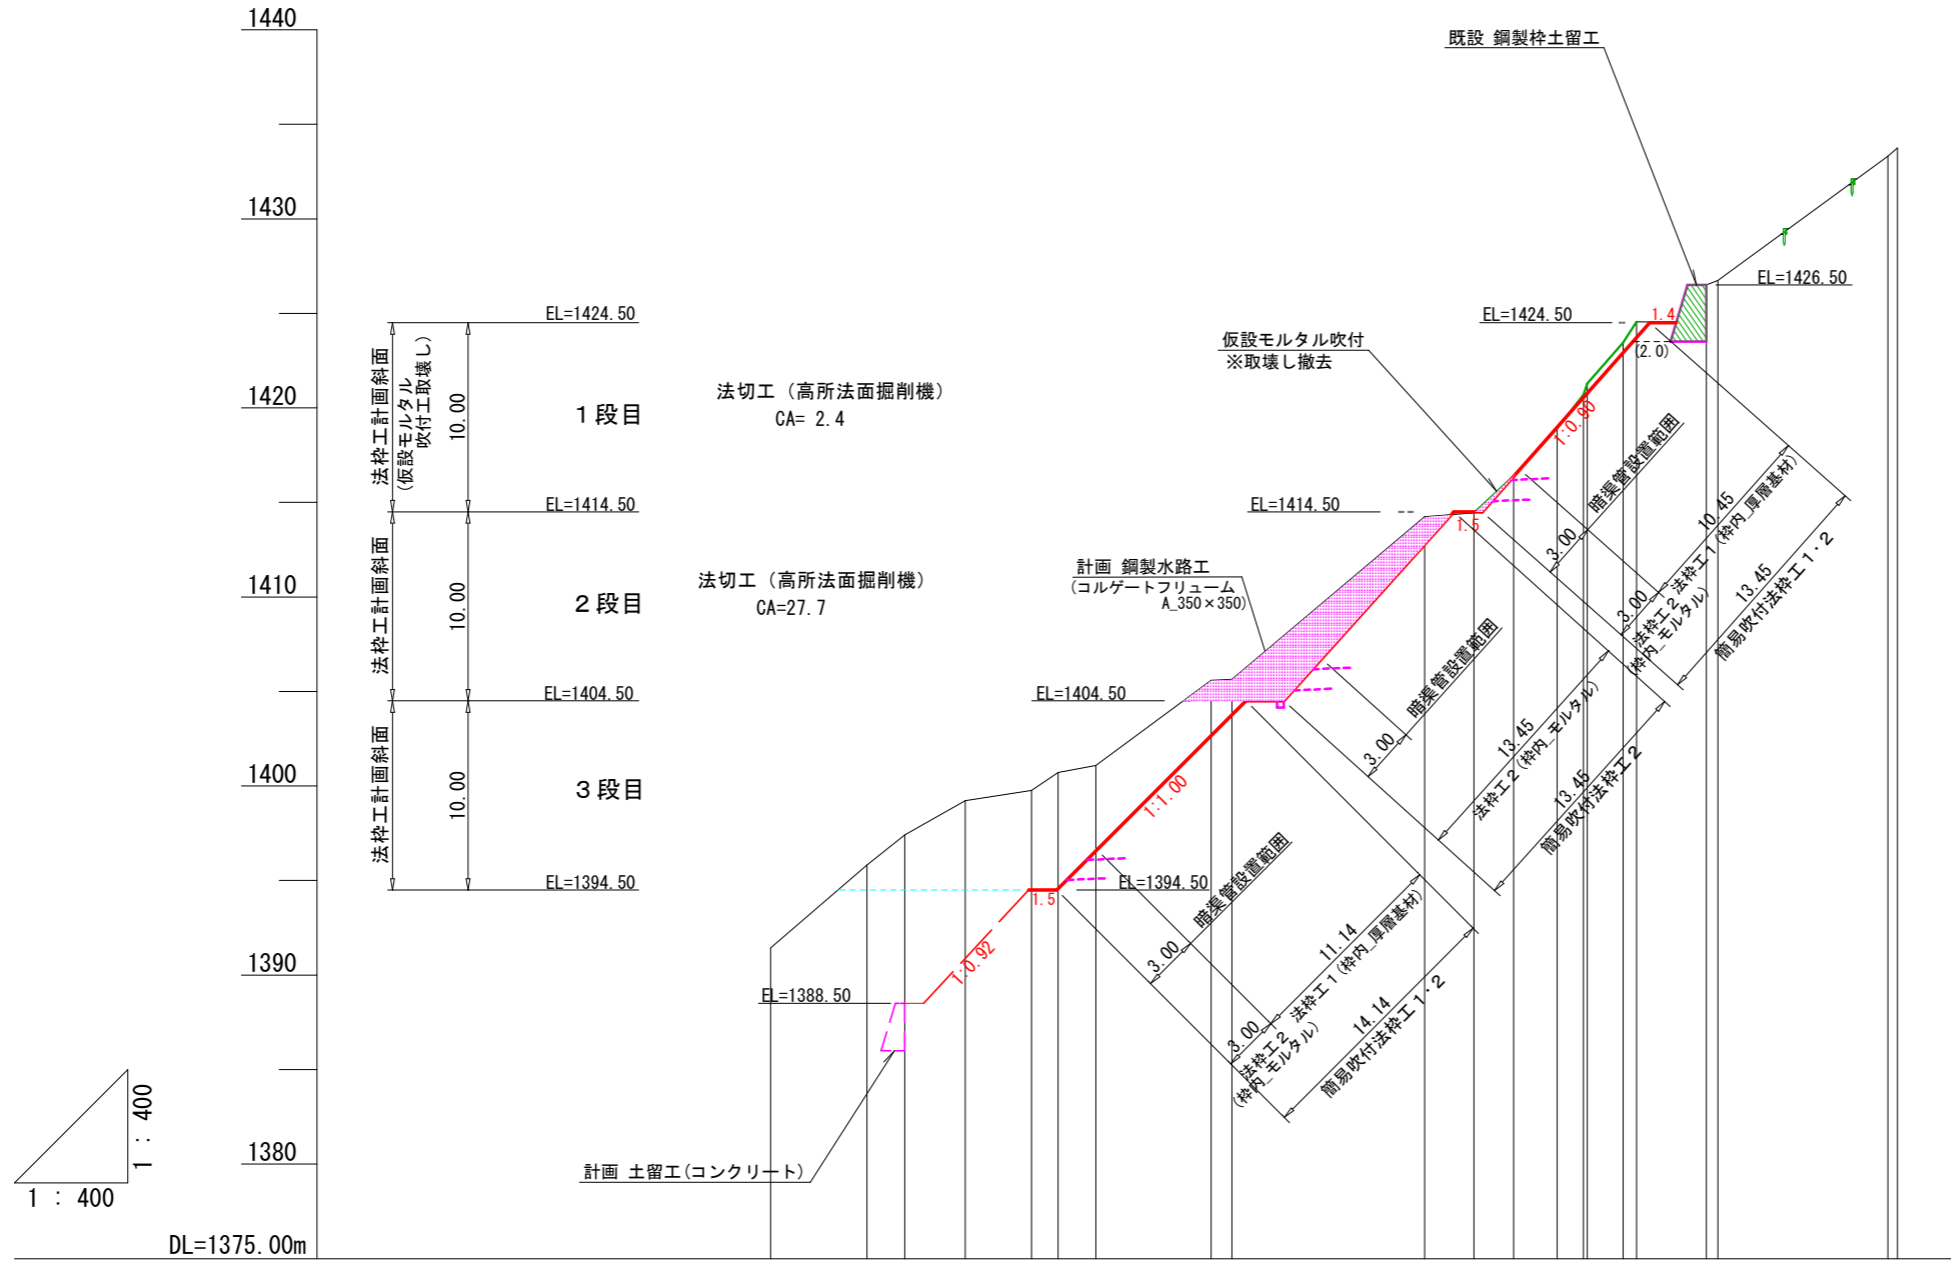 1440
既設 鋼製枠土留工
1430
EL=1426.50
EL=1424.50
EL=1424.50
1.4
(2.0)
仮設モルタル吹付
※取壊し撤去
法枠工計画斜面
(仮設モルタル
吹付工取壊し)
10.00
1段目
法切工（高所法面掘削機）
CA= 2.4
1420
1:0.90
暗渠管設置範囲
3.00
10.45
法枠工1(枠内_厚層基材)
3.00
法枠工2
(枠内_モルタル)
13.45
簡易吹付法枠工1・2
EL=1414.50
EL=1414.50
1.5
計画 鋼製水路工
(コルゲートフリューム
A_350×350)
1410
法枠工計画斜面
10.00
2段目
法切工（高所法面掘削機）
CA=27.7
暗渠管設置範囲
3.00
13.45
法枠工2(枠内_モルタル)
13.45
簡易吹付法枠工2
EL=1404.50
EL=1404.50
1400
法枠工計画斜面
10.00
3段目
1:1.00
暗渠管設置範囲
3.00
11.14
法枠工1(枠内_厚層基材)
3.00
法枠工2
(枠内_モルタル)
14.14
簡易吹付法枠工1・2
EL=1394.50
EL=1394.50
1.5
1390
1:0.92
EL=1388.50
1380
計画 土留工(コンクリート)
1 : 400
1 : 400
DL=1375.00m